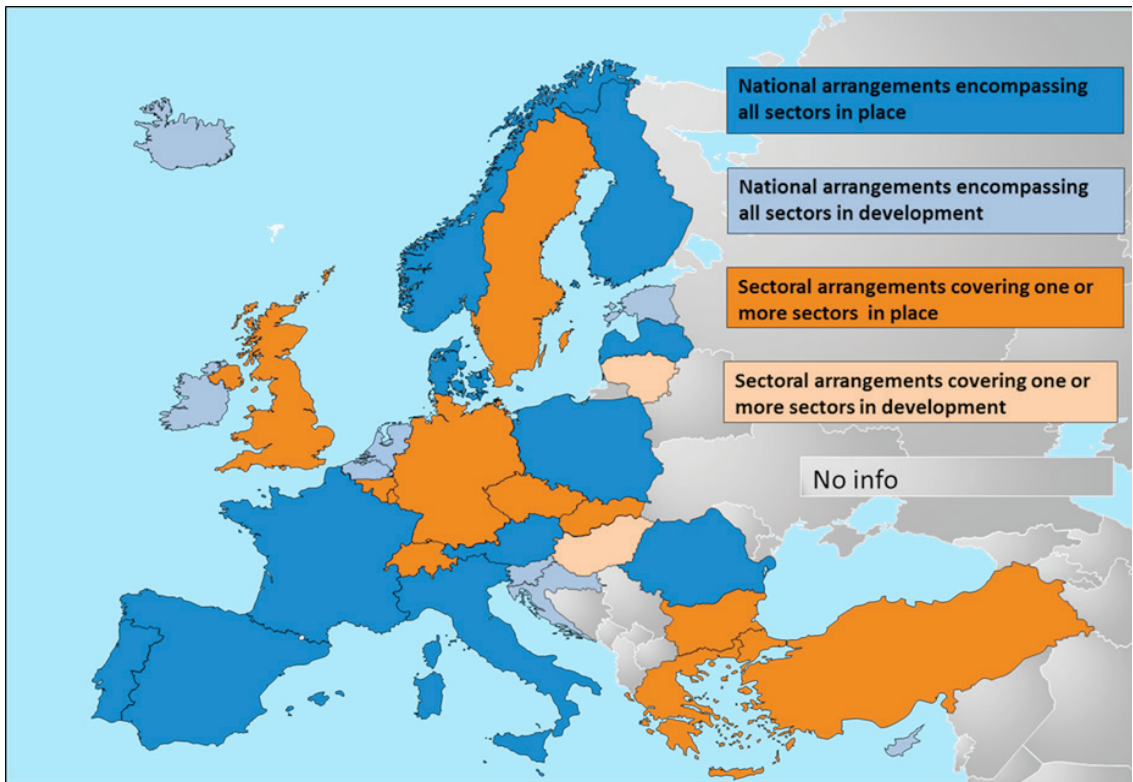 National arrangements encompassing
all sectors in place
National arrangements encompassing
all sectors in development
Sectoral arrangements covering one or
more sectors in place
Sectoral arrangements covering one or
more sectors in development
No info